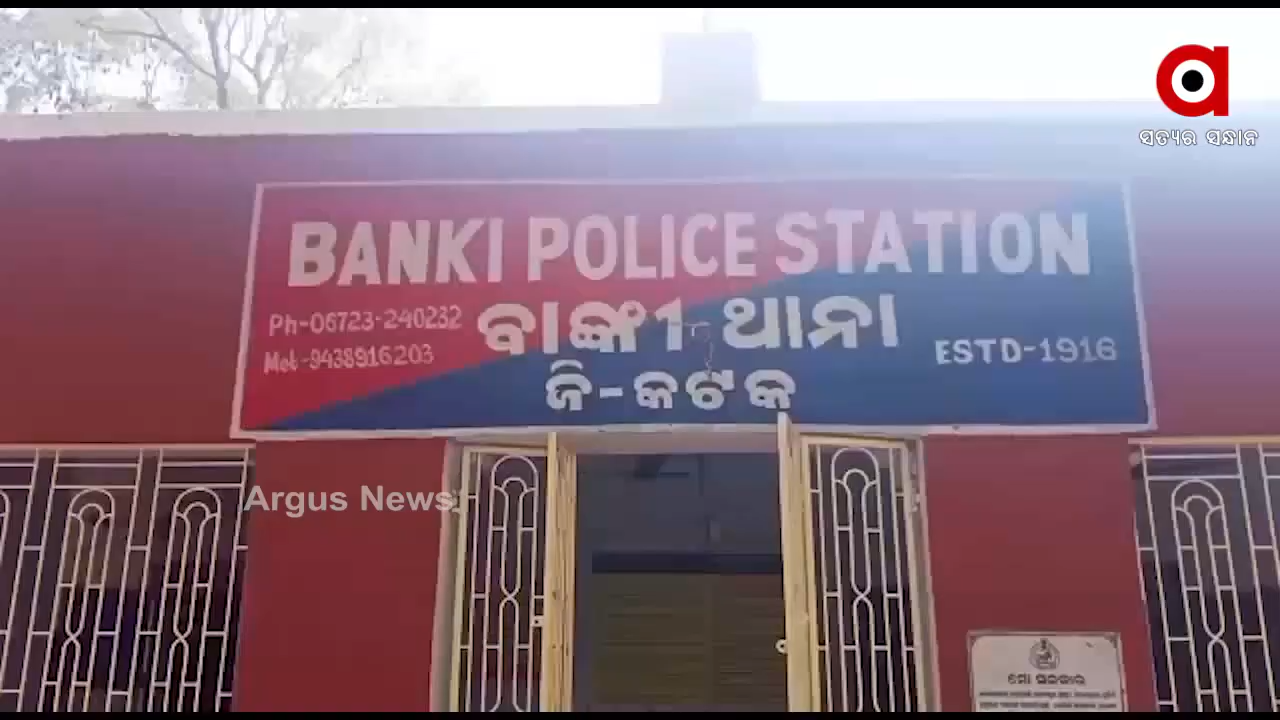 ସତ୍ୟର ସନ୍ଧାନ
BANKI POLICE STATION
Ph-06723-240232
Mob-9438916203
ବାଙ୍କୀ ଥାନା
ESTD-1916
ଜି-କଟକ
Argus News
ମୋ ସରକାର